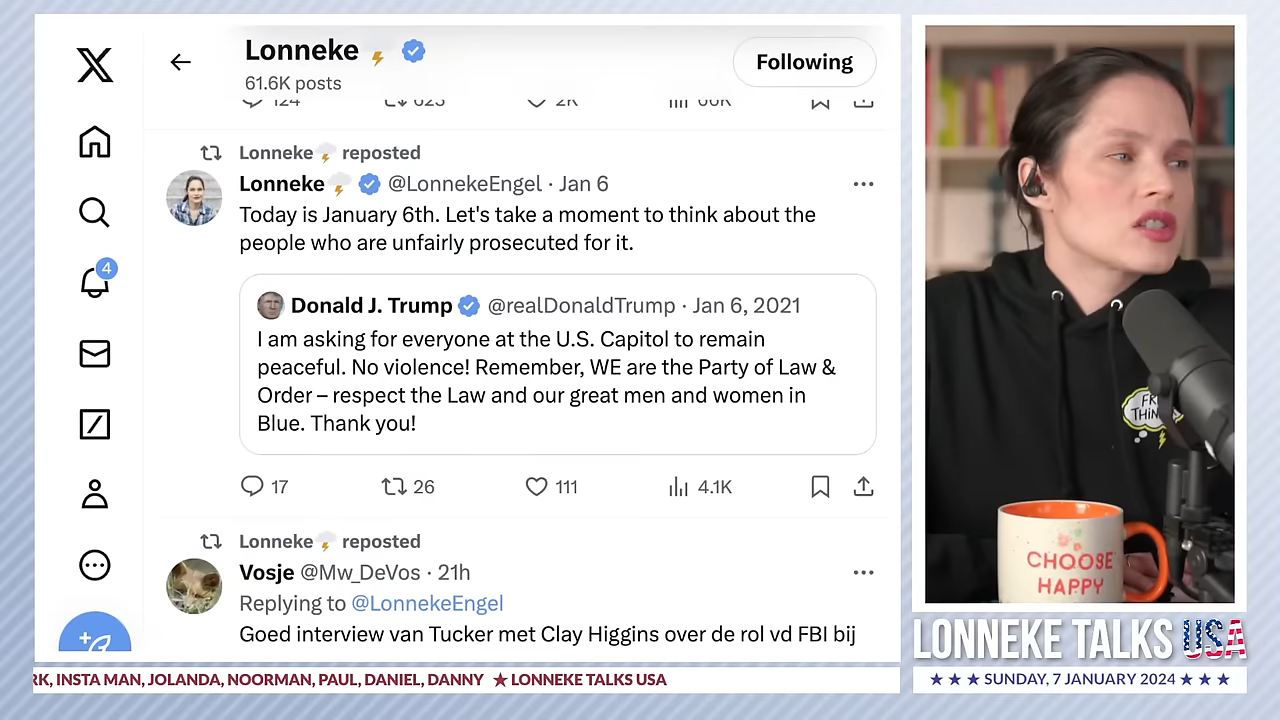 Lonneke
61.6K posts
Following
124 623 2K 66K
Lonneke reposted
Lonneke @LonnekeEngel · Jan 6
Today is January 6th. Let's take a moment to think about the
people who are unfairly prosecuted for it.
Donald J. Trump @realDonaldTrump · Jan 6, 2021
I am asking for everyone at the U.S. Capitol to remain
peaceful. No violence! Remember, WE are the Party of Law &
Order – respect the Law and our great men and women in
Blue. Thank you!
17 26 111 4.1K
Lonneke reposted
Vosje @Mw_DeVos · 21h
Replying to @LonnekeEngel
Goed interview van Tucker met Clay Higgins over de rol vd FBI bij
4
CHOOSE
HAPPY
LONNEKE TALKS USA
RK, INSTA MAN, JOLANDA, NOORMAN, PAUL, DANIEL, DANNY ★ LONNEKE TALKS USA
★ ★ ★ SUNDAY, 7 JANUARY 2024 ★ ★ ★